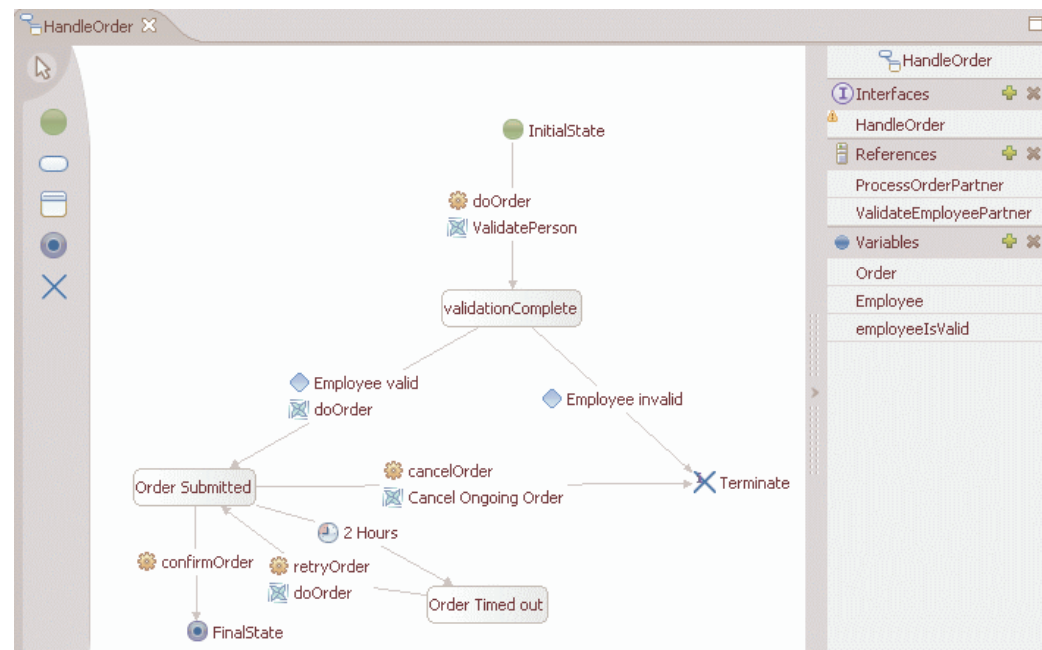 HandleOrder
HandleOrder
Interfaces
HandleOrder
References
ProcessOrderPartner
ValidateEmployeePartner
Variables
Order
Employee
employeeIsValid
InitialState
doOrder
ValidatePerson
validationComplete
Employee valid
doOrder
Employee invalid
Order Submitted
cancelOrder
Cancel Ongoing Order
Terminate
2 Hours
confirmOrder
retryOrder
doOrder
Order Timed out
FinalState